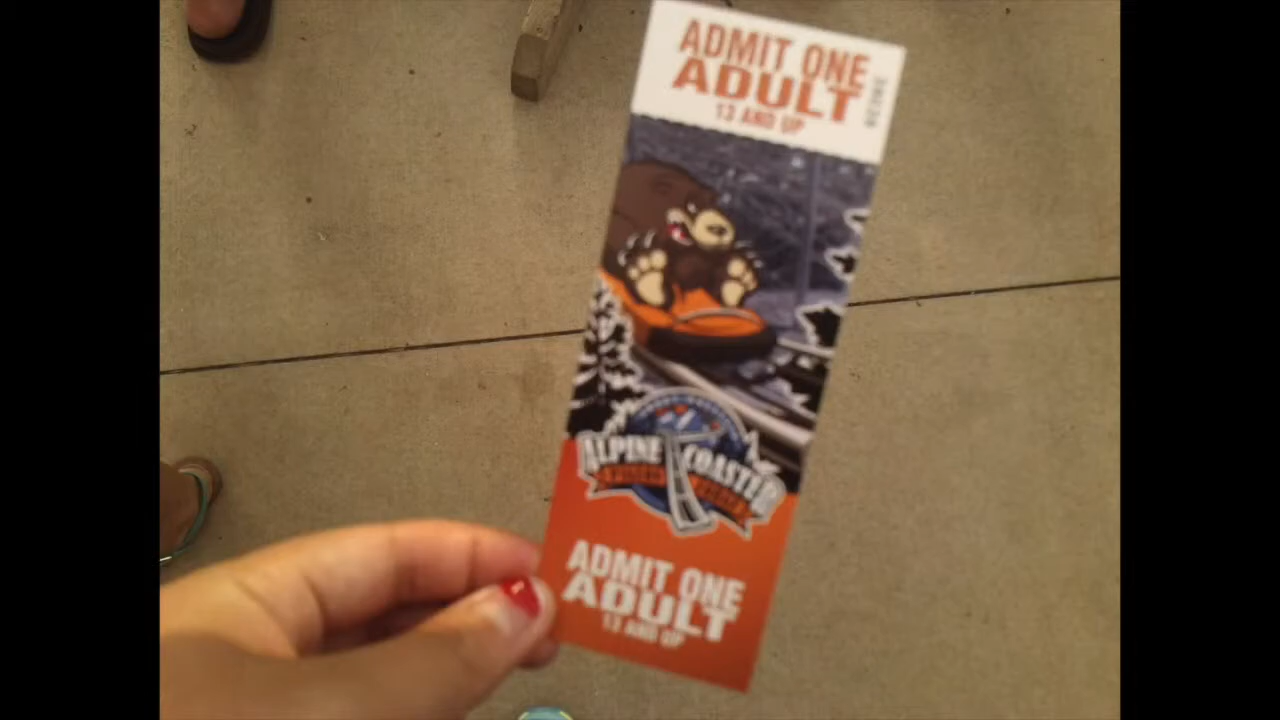 ADMIT ONE
ADULT
13 AND UP
ALPINE COASTER
ADMIT ONE
ADULT
13 AND UP